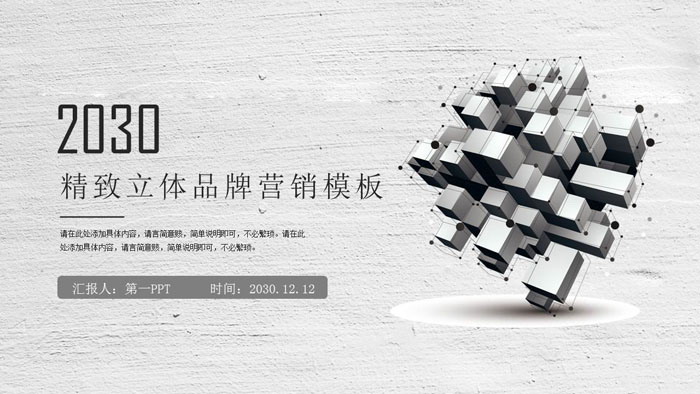 2030
精致立体品牌营销模板
请在此处添加具体内容，请言简意赅，简单说明即可，不必繁琐。请在此
处添加具体内容，请言简意赅，简单说明即可，不必繁琐。
汇报人：第一PPT 时间：2030.12.12